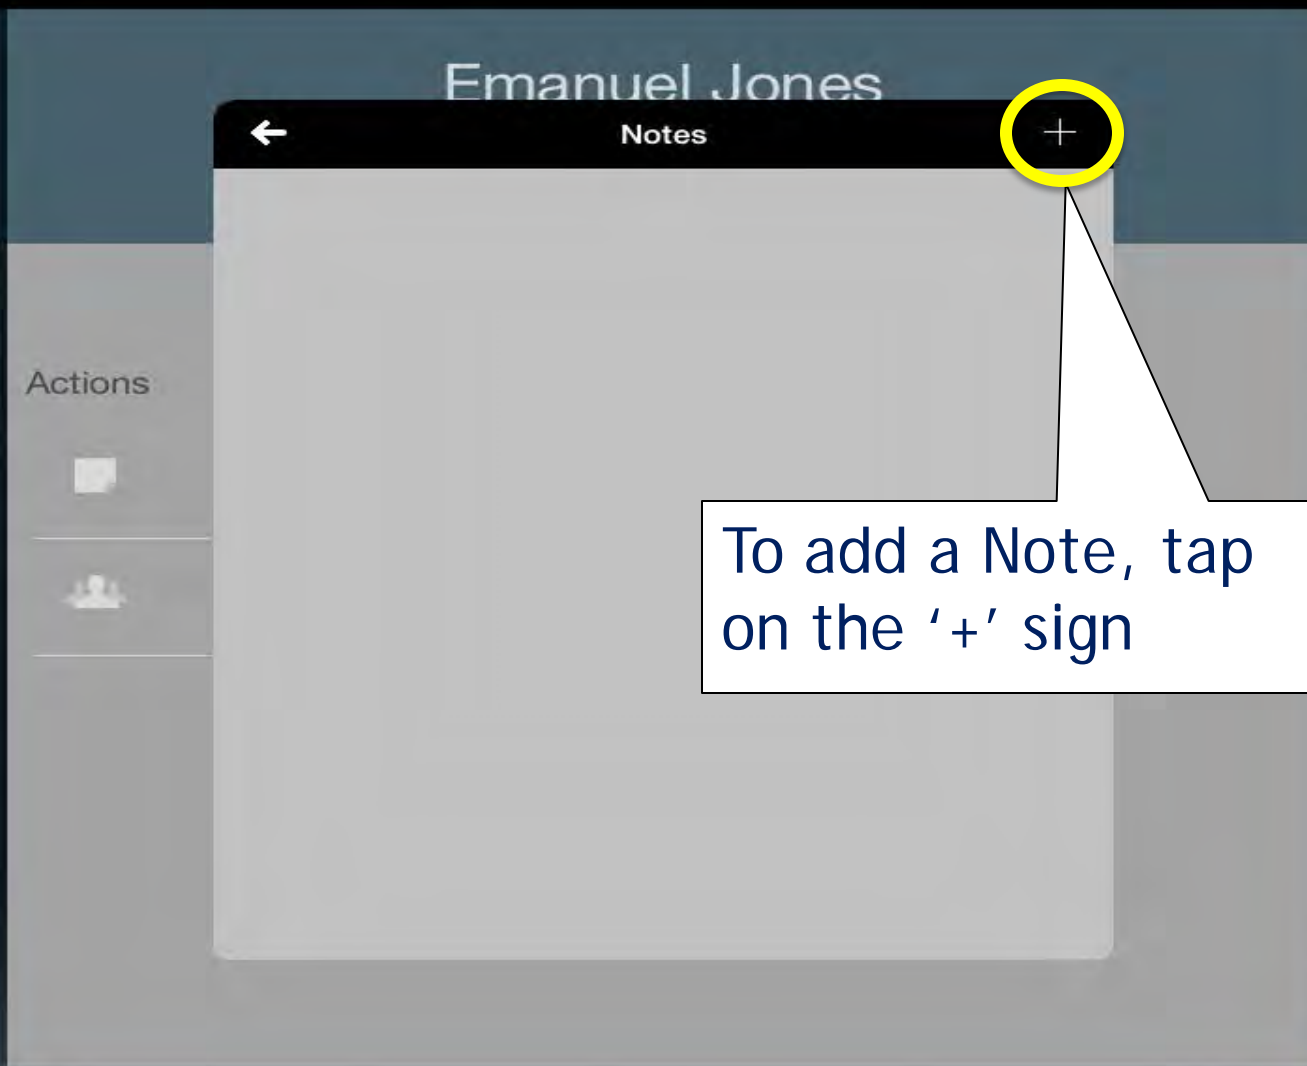 Emanuel Jones
Notes
+
Actions
To add a Note, tap
on the ‘+’ sign